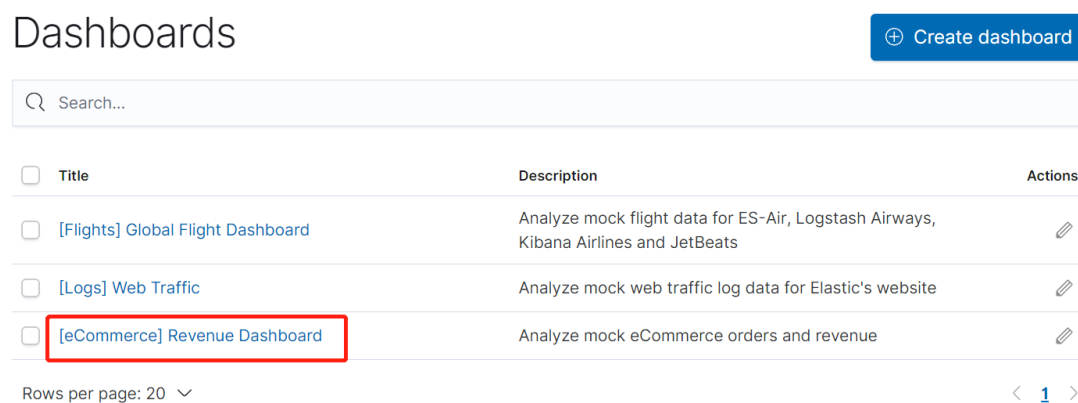 Dashboards
Create dashboard
Search...
Title Description Actions
[Flights] Global Flight Dashboard
Analyze mock flight data for ES-Air, Logstash Airways,
Kibana Airlines and JetBeats
[Logs] Web Traffic
Analyze mock web traffic log data for Elastic's website
[eCommerce] Revenue Dashboard
Analyze mock eCommerce orders and revenue
Rows per page: 20
1